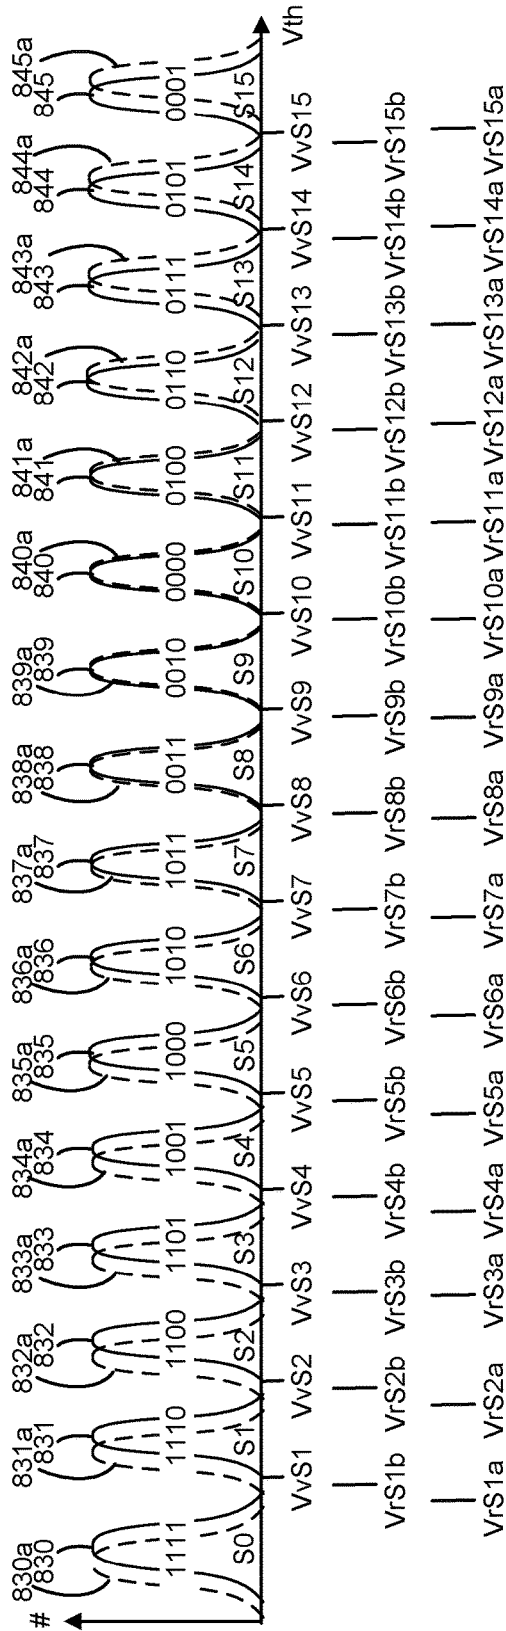 830a 831a 832a 833a 834a 835a 836a 837a 838a 839a 840a 841a 842a 843a 844a 845a
# 830 831 832 833 834 835 836 837 838 839 840 841 842 843 844 845
1111 1110 1100 1101 1001 1000 1010 1011 0011 0010 0000 0100 0110 0111 0101 0001
S0 S1 S2 S3 S4 S5 S6 S7 S8 S9 S10 S11 S12 S13 S14 S15
Vth
VvS1 VvS2 VvS3 VvS4 VvS5 VvS6 VvS7 VvS8 VvS9 VvS10 VvS11 VvS12 VvS13 VvS14 VvS15
VrS1b VrS2b VrS3b VrS4b VrS5b VrS6b VrS7b VrS8b VrS9b VrS10b VrS11b VrS12b VrS13b VrS14b VrS15b
VrS1a VrS2a VrS3a VrS4a VrS5a VrS6a VrS7a VrS8a VrS9a VrS10a VrS11a VrS12a VrS13a VrS14a VrS15a